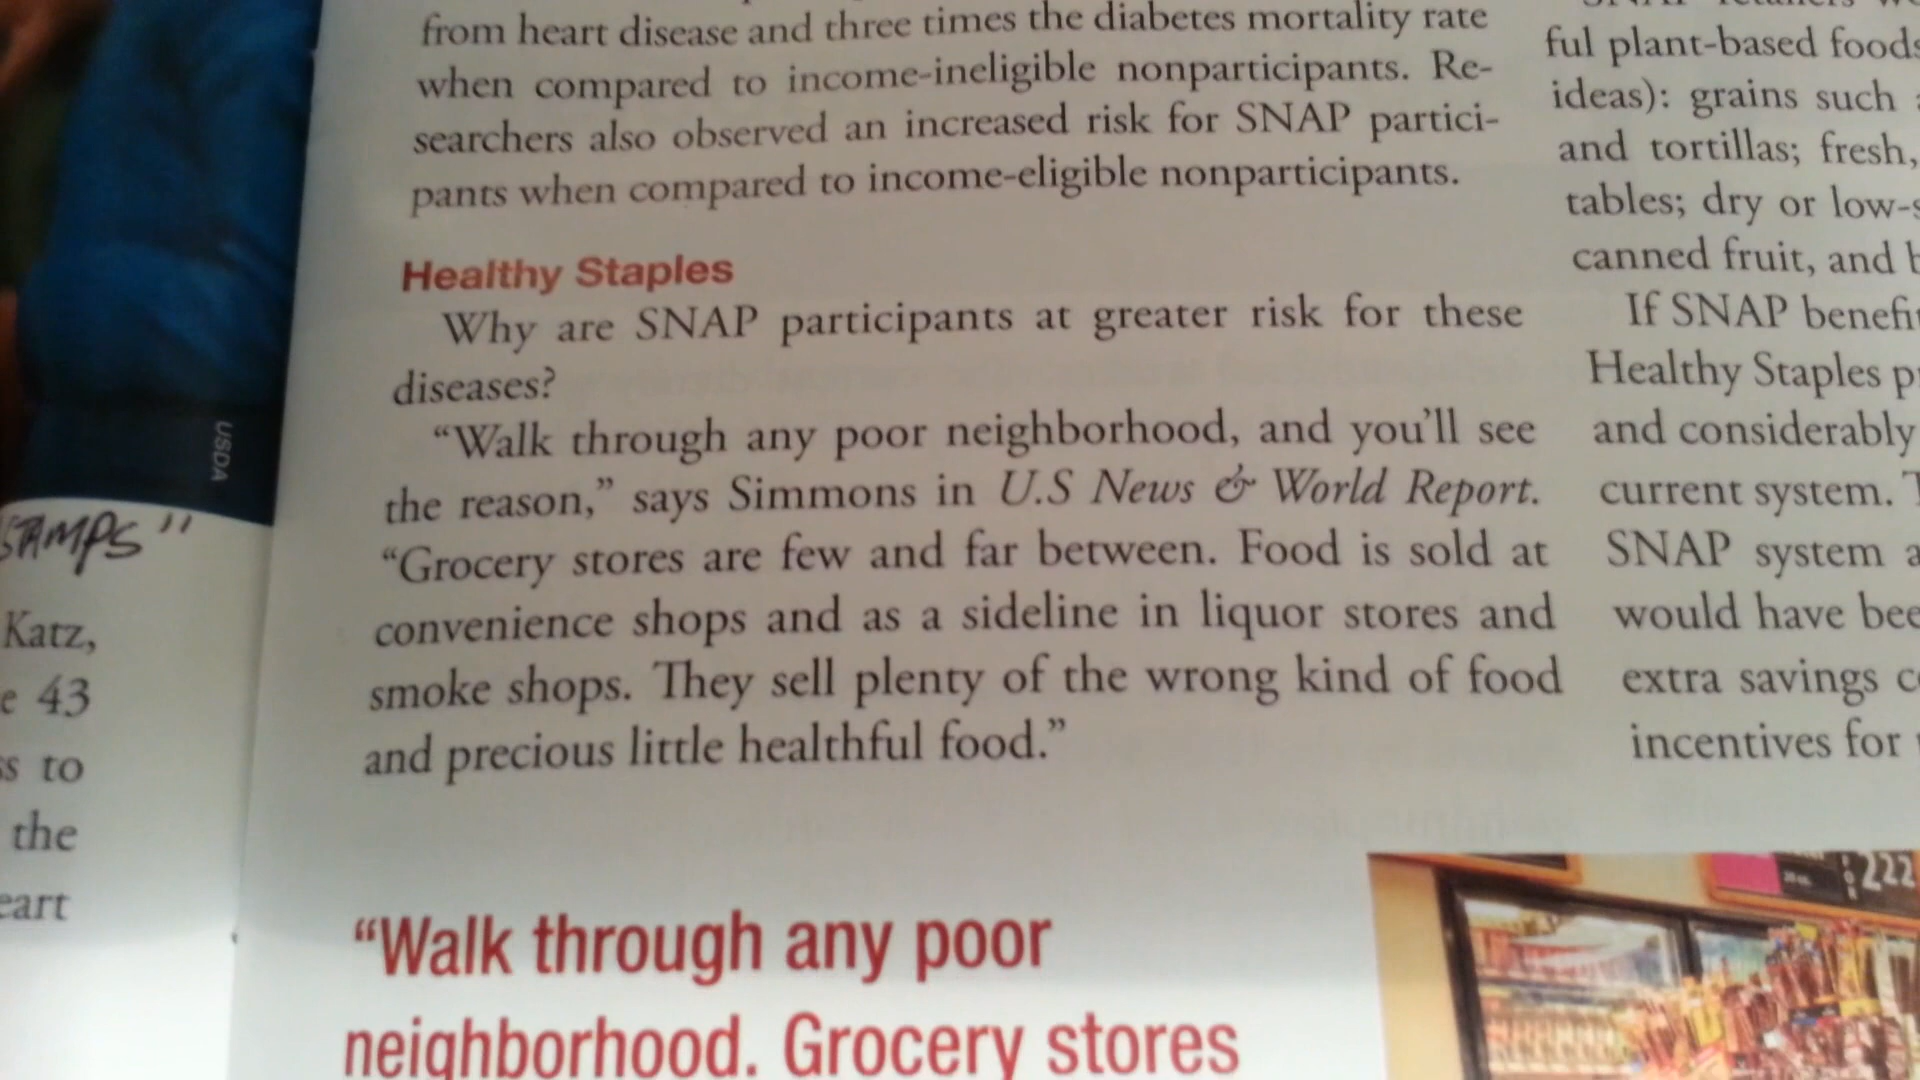 USDA
STAMPS"
Katz,
43
to
the
from heart disease and three times the diabetes mortality rate
when compared to income-ineligible nonparticipants. Re-
searchers also observed an increased risk for SNAP partici-
pants when compared to income-eligible nonparticipants.
Healthy Staples
Why are SNAP participants at greater risk for these
diseases?
“Walk through any poor neighborhood, and you’ll see
the reason,” says Simmons in U.S News & World Report.
“Grocery stores are few and far between. Food is sold at
convenience shops and as a sideline in liquor stores and
smoke shops. They sell plenty of the wrong kind of food
and precious little healthful food.”
“Walk through any poor
neighborhood. Grocery stores
ful plant-based foods
ideas): grains such
and tortillas; fresh,
tables; dry or low-
canned fruit, and
If SNAP
Healthy Staples
and considerably
current system.
SNAP system
would have
extra savings
incentives for
222